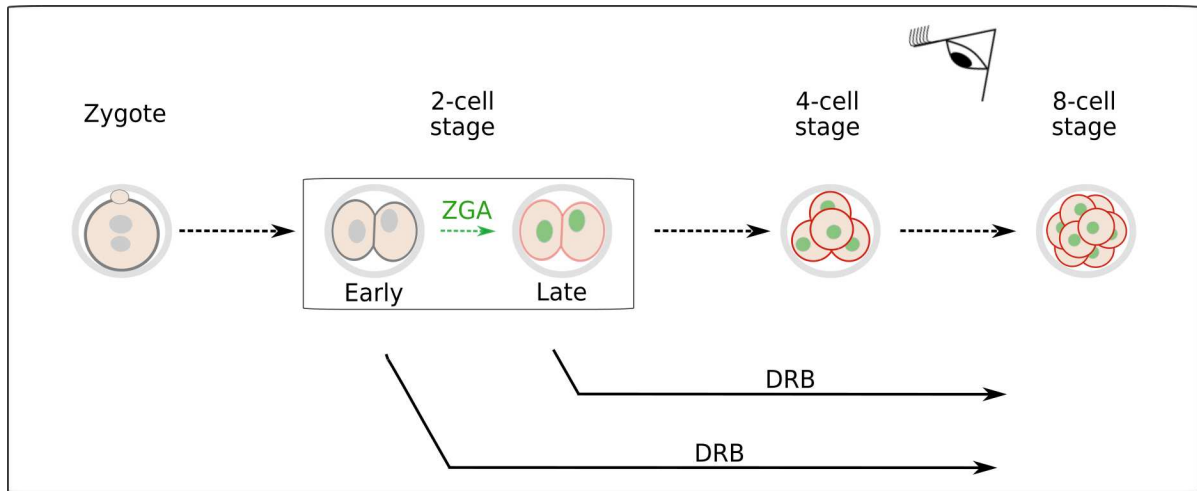 Zygote
2-cell
stage
4-cell
stage
8-cell
stage
ZGA
Early
Late
DRB
DRB